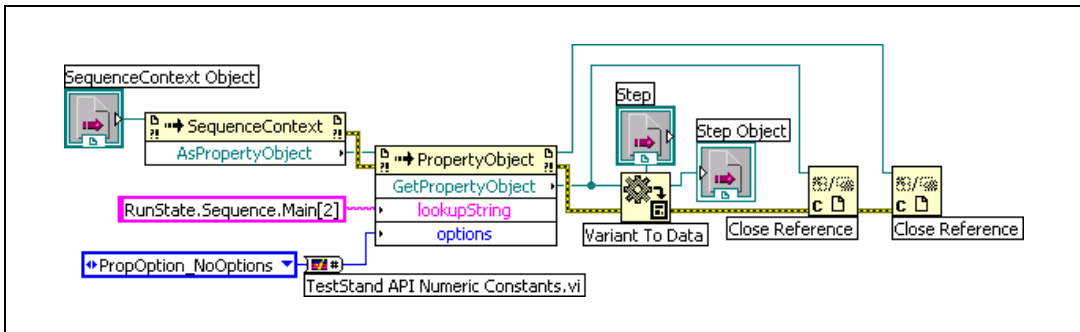 SequenceContext Object
SequenceContext
AsPropertyObject
PropertyObject
GetPropertyObject
lookupString
options
RunState.Sequence.Main[2]
PropOption_NoOptions
TestStand API Numeric Constants.vi
Step
Step Object
Variant To Data
Close Reference
C
Close Reference
C